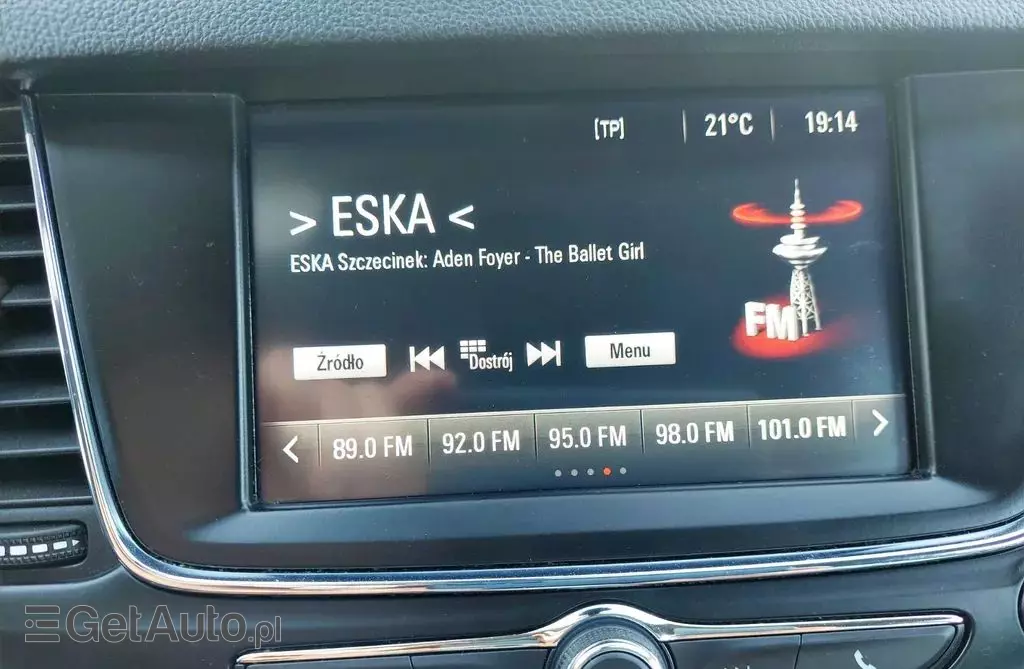 [TP] 21°C 19:14
> ESKA <
ESKA Szczecinek: Aden Foyer - The Ballet Girl
FM
Źródło Dostrój Menu
< 89.0 FM 92.0 FM 95.0 FM 98.0 FM 101.0 FM >
GetAuto.pl